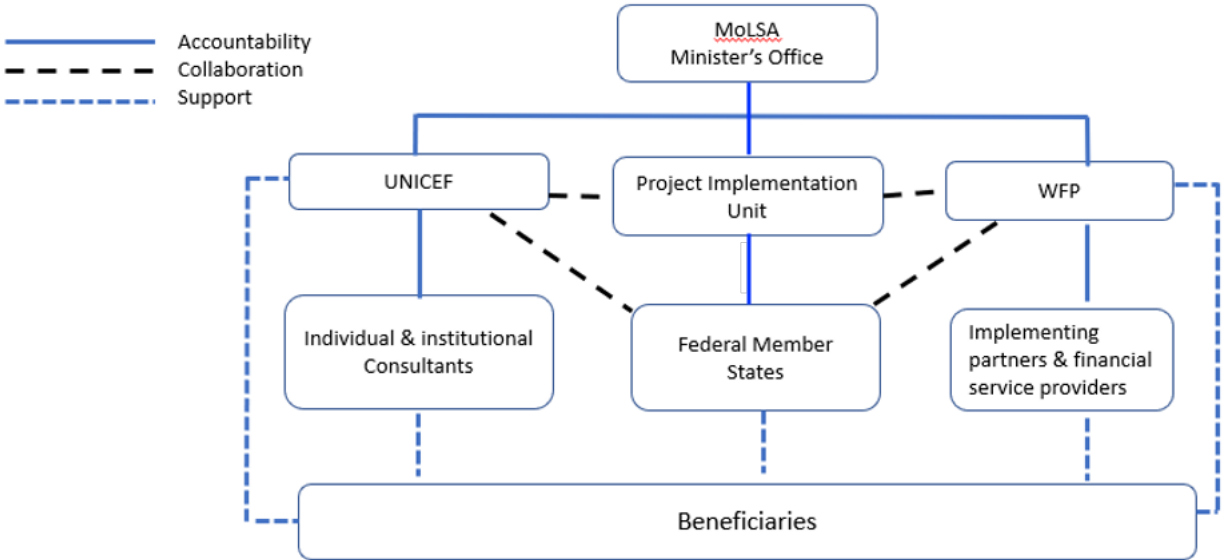 Accountability
Collaboration
Support
MoLSA
Minister's Office
UNICEF
Project Implementation
Unit
WFP
Individual & institutional
Consultants
Federal Member
States
Implementing
partners & financial
service providers
Beneficiaries